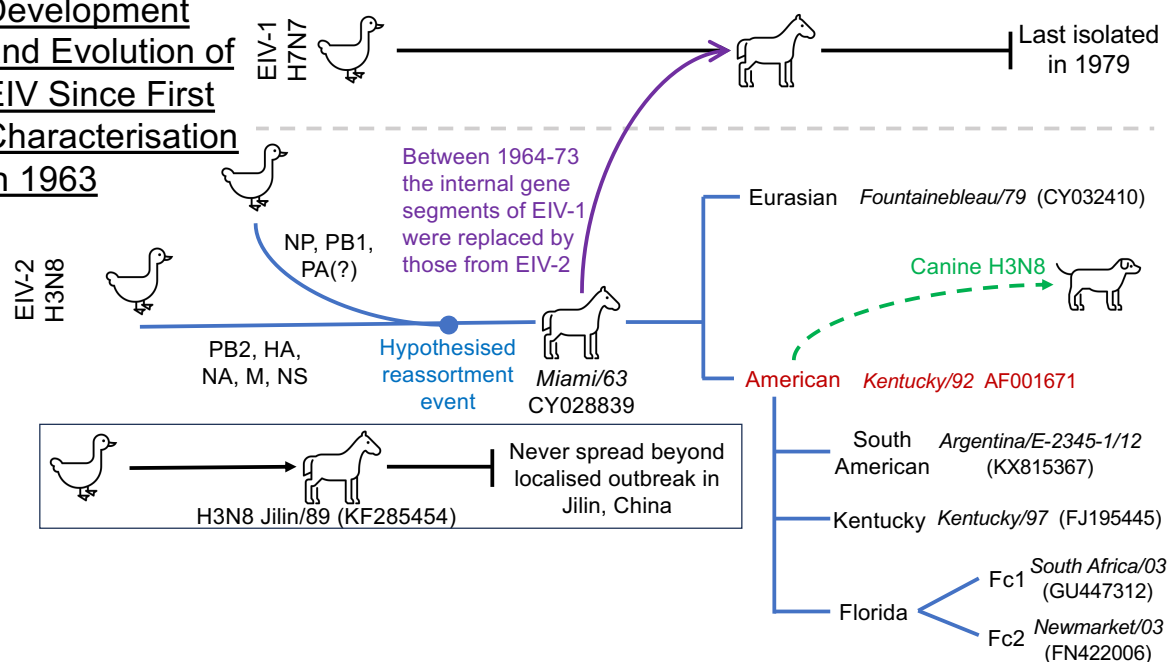 Development
and Evolution of
EIV Since First
Characterisation
in 1963
EIV-1
H7N7
Last isolated
in 1979
Between 1964-73
the internal gene
segments of EIV-1
were replaced by
those from EIV-2
NP, PB1,
PA(?)
EIV-2
H3N8
PB2, HA,
NA, M, NS
Hypothesised
reassortment
event
Miami/63
CY028839
Eurasian Fountainebleau/79 (CY032410)
Canine H3N8
American Kentucky/92 AF001671
South
American
Argentina/E-2345-1/12
(KX815367)
Kentucky Kentucky/97 (FJ195445)
Florida
Fc1
South Africa/03
(GU447312)
Fc2
Newmarket/03
(FN422006)
Never spread beyond
localised outbreak in
Jilin, China
H3N8 Jilin/89 (KF285454)